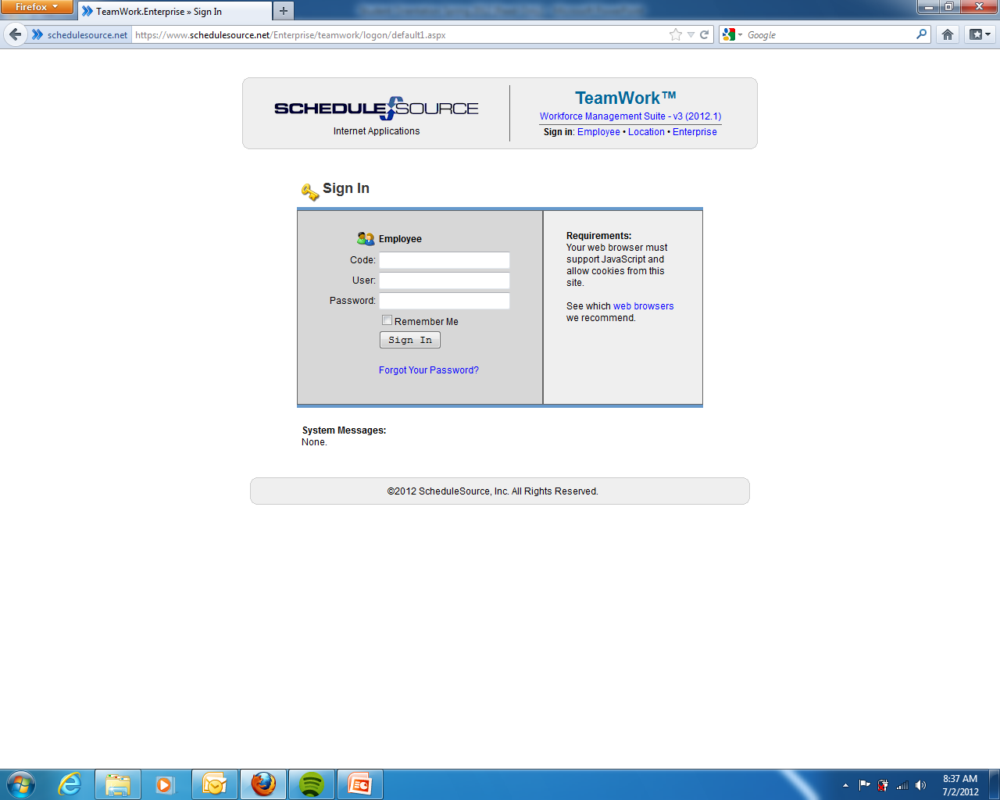 Firefox
TeamWork.Enterprise » Sign In
schedulesource.net
https://www.schedulesource.net/Enterprise/teamwork/logon/default1.aspx
Google
SCHEDULESOURCE
Internet Applications
TeamWork™
Workforce Management Suite - v3 (2012.1)
Sign in: Employee • Location • Enterprise
Sign In
Employee
Code:
User:
Password:
Remember Me
Sign In
Forgot Your Password?
Requirements:
Your web browser must
support JavaScript and
allow cookies from this
site.
See which web browsers
we recommend.
System Messages:
None.
©2012 ScheduleSource, Inc. All Rights Reserved.
8:37 AM
7/2/2012